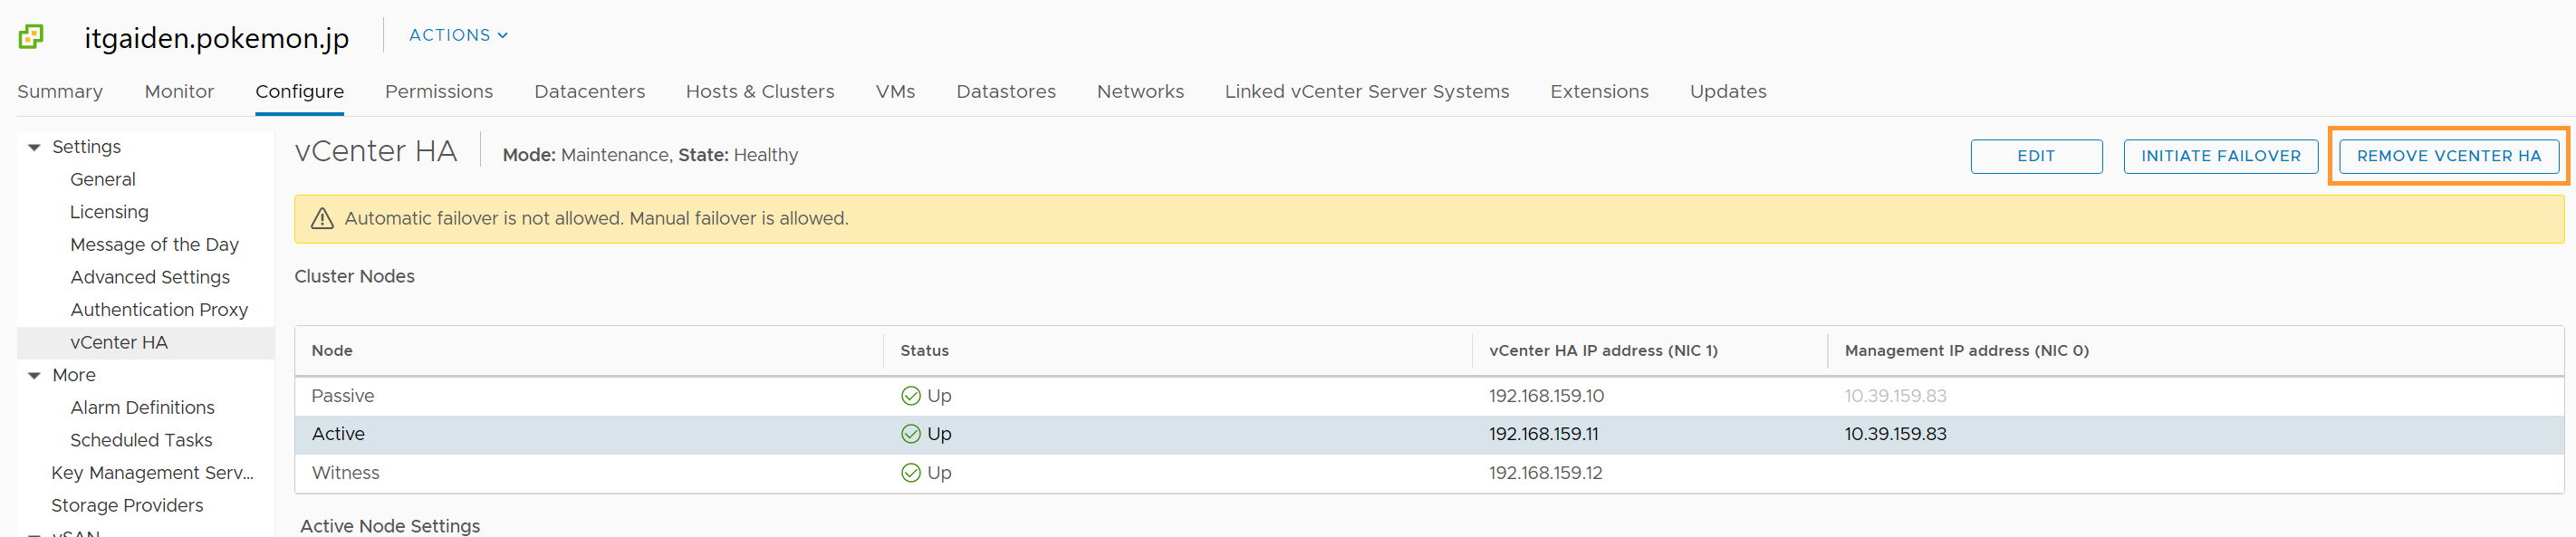 itgaiden.pokemon.jp ACTIONS
Summary Monitor Configure Permissions Datacenters Hosts & Clusters VMs Datastores Networks Linked vCenter Server Systems Extensions Updates
Settings
General
Licensing
Message of the Day
Advanced Settings
Authentication Proxy
vCenter HA
More
Alarm Definitions
Scheduled Tasks
Key Management Serv...
Storage Providers
vSAN
vCenter HA Mode: Maintenance, State: Healthy EDIT INITIATE FAILOVER REMOVE VCENTER HA
Automatic failover is not allowed. Manual failover is allowed.
Cluster Nodes
Node Status vCenter HA IP address (NIC 1) Management IP address (NIC 0)
Passive Up 192.168.159.10 10.39.159.83
Active Up 192.168.159.11 10.39.159.83
Witness Up 192.168.159.12
Active Node Settings